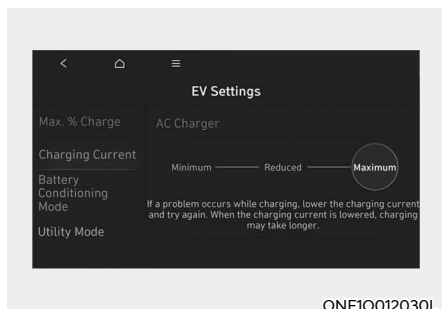 EV Settings
Max. % Charge
AC Charger
Charging Current
Minimum
Reduced
Maximum
Battery
Conditioning
Mode
If a problem occurs while charging, lower the charging current
and try again. When the charging current is lowered, charging
may take longer.
Utility Mode